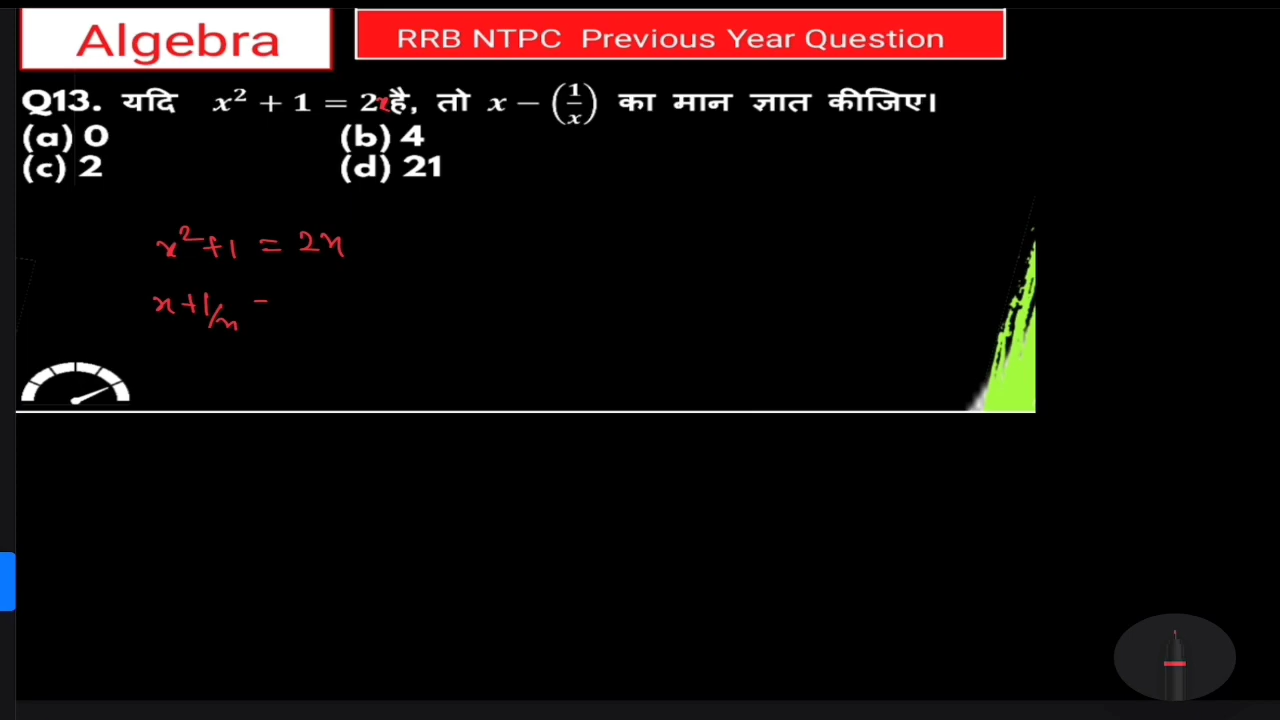 Algebra
RRB NTPC Previous Year Question
Q13. यदि x² + 1 = 2x है, तो x − (1/x) का मान ज्ञात कीजिए।
(a) 0 (b) 4
(c) 2 (d) 21
x² + 1 = 2x
x + 1/x =